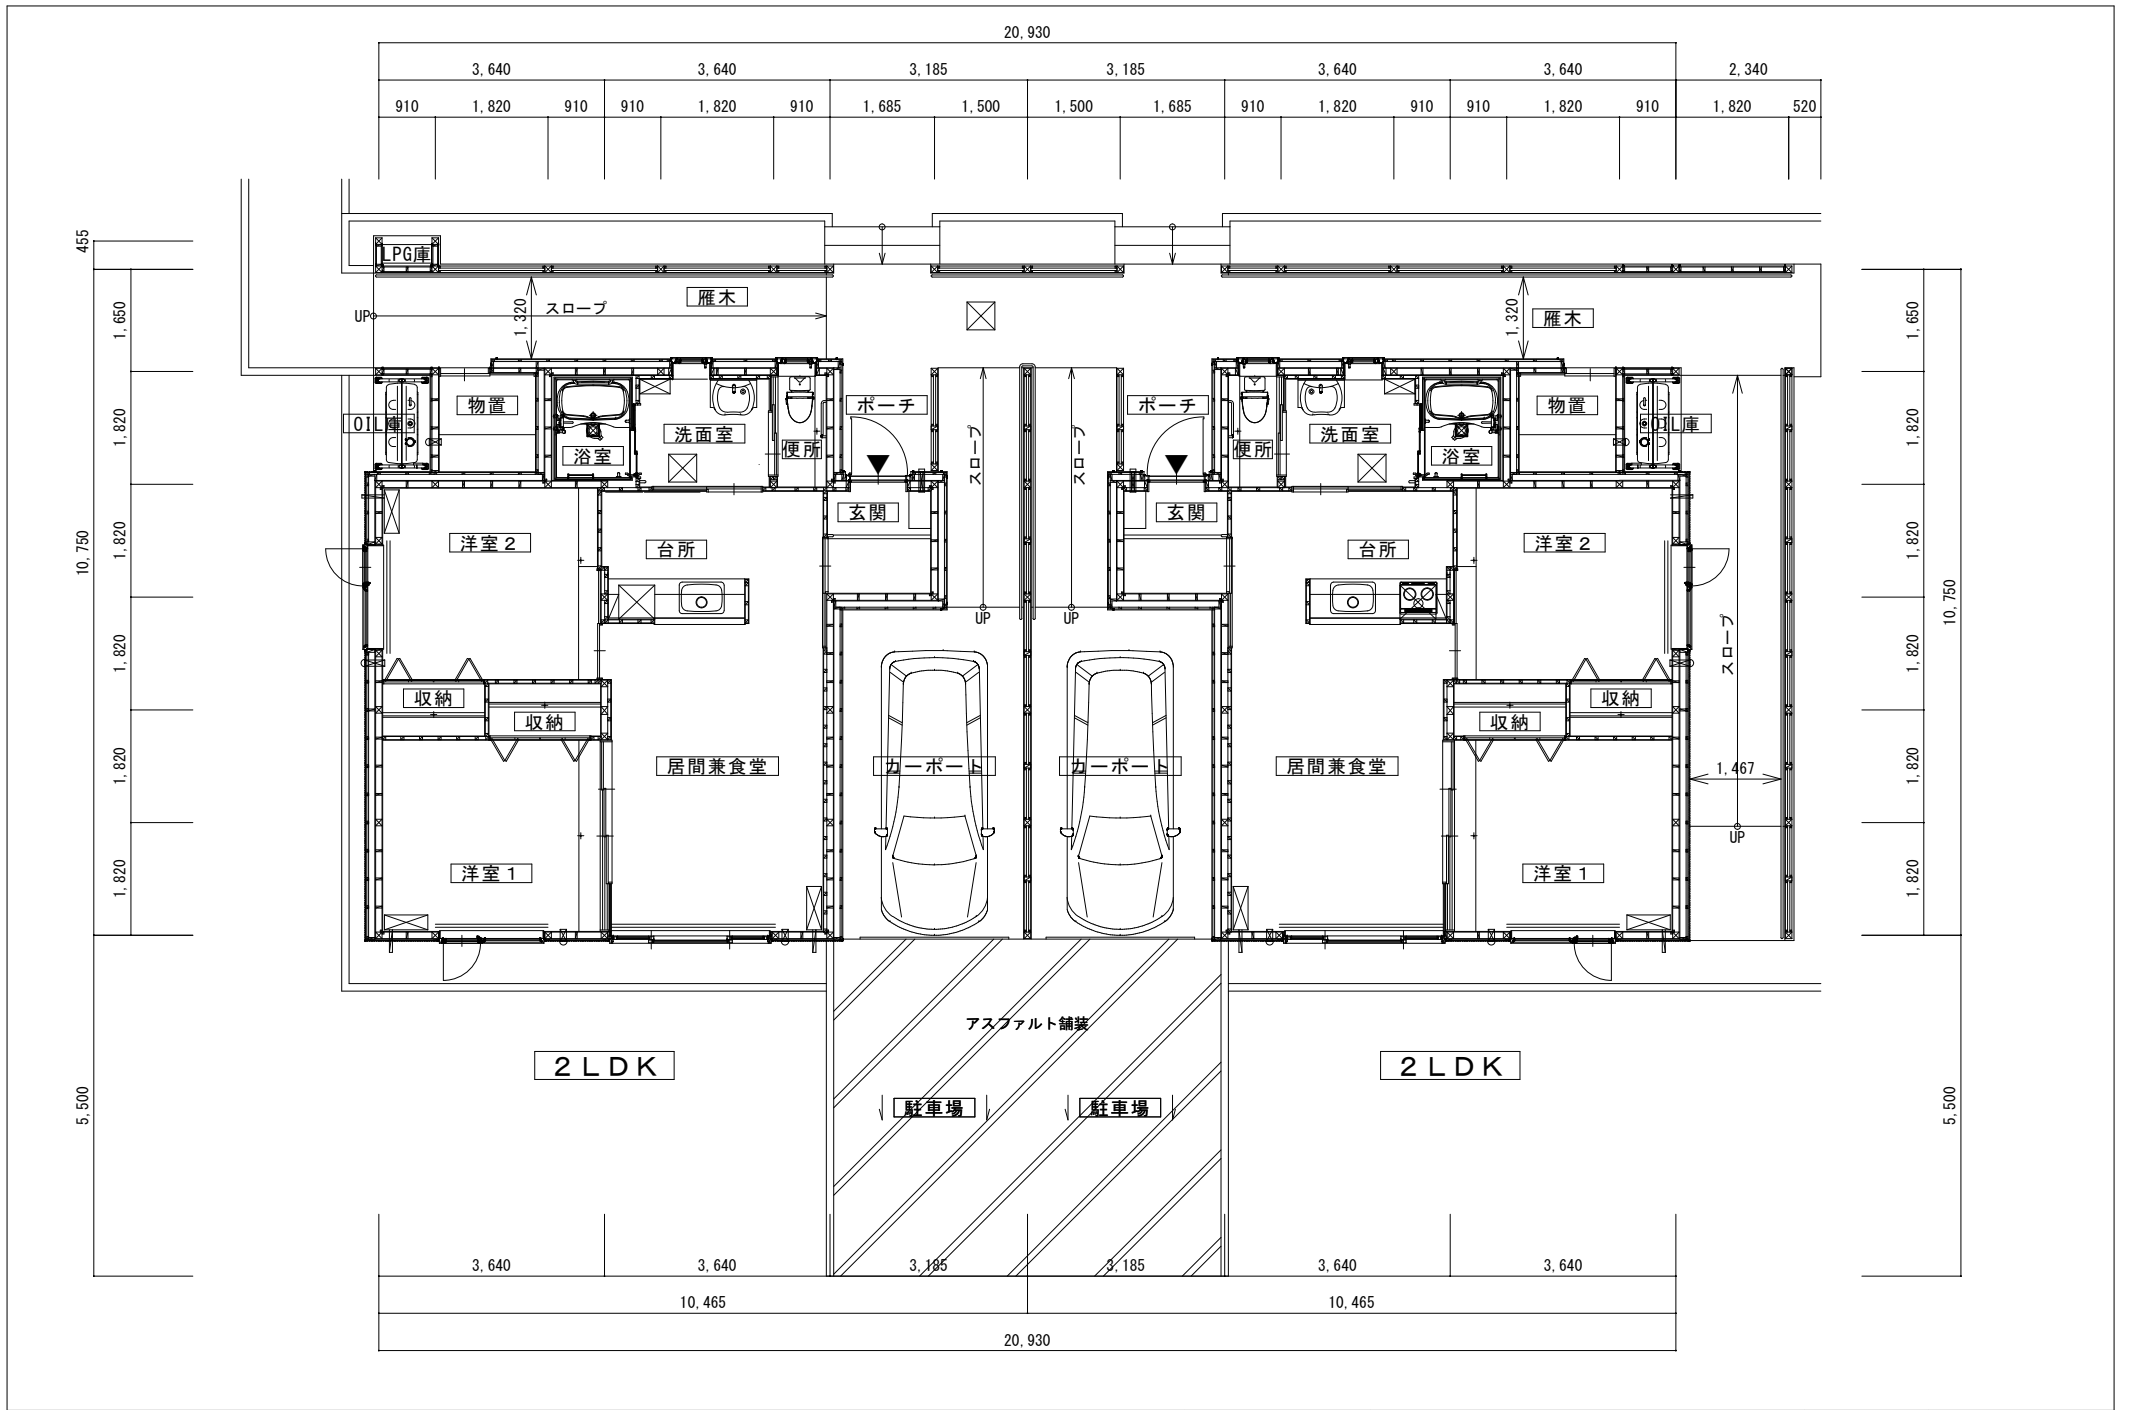 20,930
3,640 3,640 3,185 3,185 3,640 3,640 2,340
910 1,820 910 910 1,820 910 1,685 1,500 1,500 1,685 910 1,820 910 910 1,820 910 1,820 520
455
LPG庫
雁木
スロープ
UP
1,320
1,320
雁木
1,650
1,650
OIL庫
物置
浴室
洗面室
便所
ポーチ
スロープ
スロープ
ポーチ
便所
洗面室
浴室
物置
OIL庫
1,820
1,820
玄関
玄関
洋室2
台所
台所
洋室2
10,750
1,820
1,820
10,750
UP
UP
スロープ
1,820
1,820
収納
収納
収納
収納
居間兼食堂
カーポート
カーポート
居間兼食堂
1,467
1,820
1,820
UP
洋室1
洋室1
1,820
1,820
アスファルト舗装
2LDK
2LDK
駐車場
駐車場
5,500
5,500
3,640 3,640 3,185 3,185 3,640 3,640
10,465 10,465
20,930